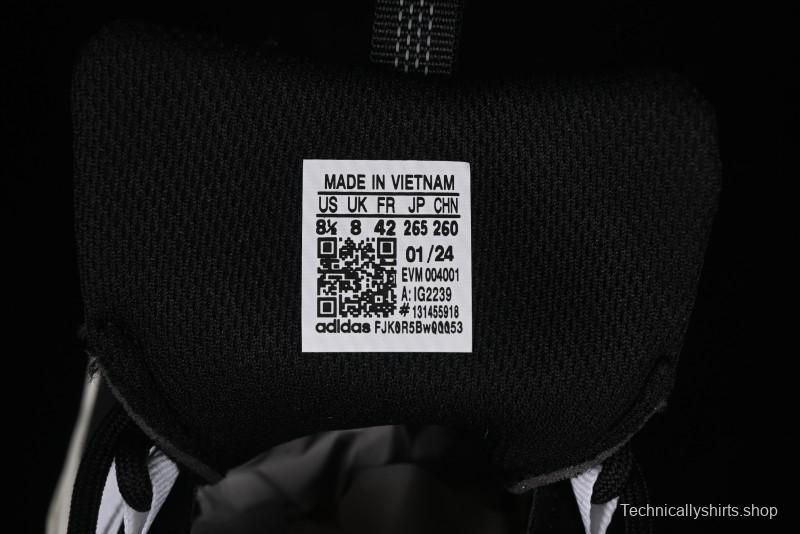 MADE IN VIETNAM
US UK FR JP CHN
8½ 8 42 265 260
01/24
EVM 004001
A: IG2239
# 131455918
adidas
Technicallyshirts.shop